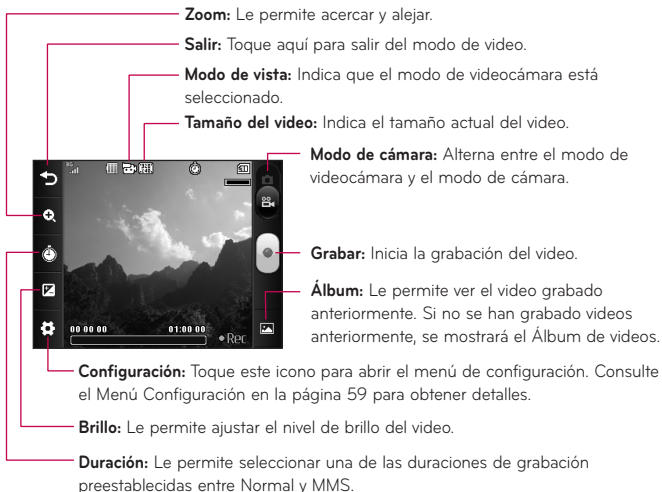 Zoom: Le permite acercar y alejar.
Salir: Toque aquí para salir del modo de video.
Modo de vista: Indica que el modo de videocámara está
seleccionado.
Tamaño del video: Indica el tamaño actual del video.
Modo de cámara: Alterna entre el modo de
videocámara y el modo de cámara.
3G
Grabar: Inicia la grabación del video.
Álbum: Le permite ver el video grabado
anteriormente. Si no se han grabado videos
anteriormente, se mostrará el Álbum de videos.
00 00 00 01:00 00
Rec
Configuración: Toque este icono para abrir el menú de configuración. Consulte
el Menú Configuración en la página 59 para obtener detalles.
Brillo: Le permite ajustar el nivel de brillo del video.
Duración: Le permite seleccionar una de las duraciones de grabación
preestablecidas entre Normal y MMS.